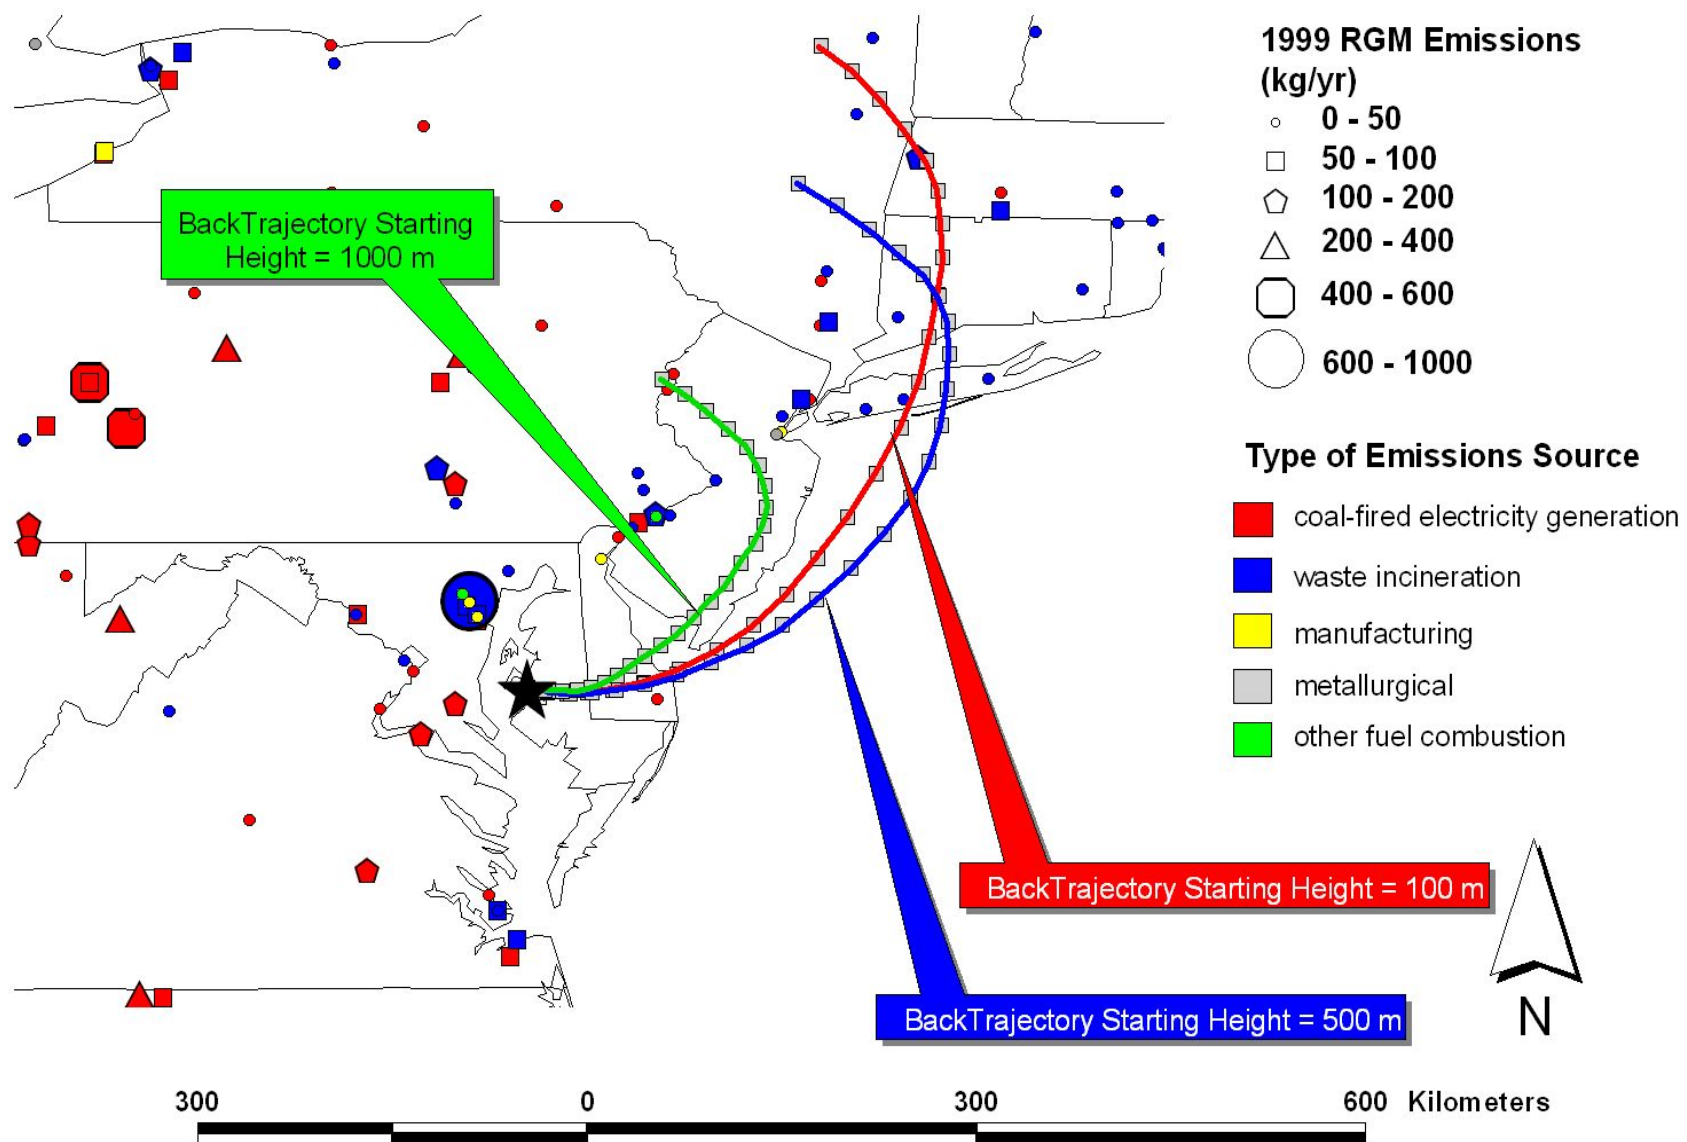 1999 RGM Emissions
(kg/yr)
0 - 50
50 - 100
100 - 200
200 - 400
400 - 600
600 - 1000
BackTrajectory Starting
Height = 1000 m
Type of Emissions Source
coal-fired electricity generation
waste incineration
manufacturing
metallurgical
other fuel combustion
BackTrajectory Starting Height = 100 m
BackTrajectory Starting Height = 500 m
N
300 0 300 600 Kilometers